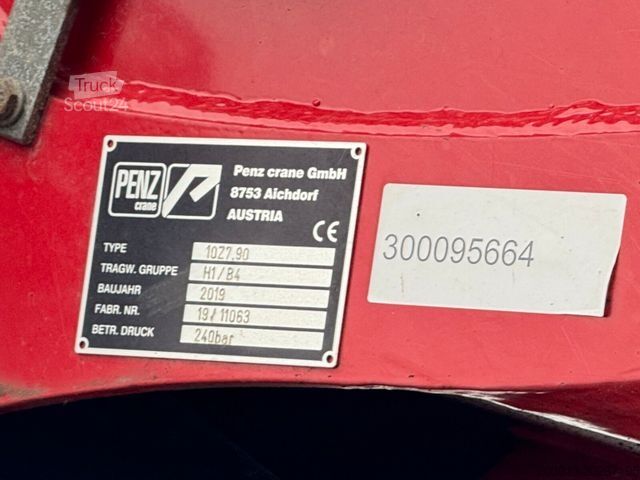 Truck
Scout24
PENZ
crane
Penz crane GmbH
8753 Aichdorf
AUSTRIA
CE
TYPE 10Z7.90
TRAGW. GRUPPE H1/B4
BAUJAHR 2019
FABR. NR. 19/11063
BETR. DRUCK 240bar
300095664